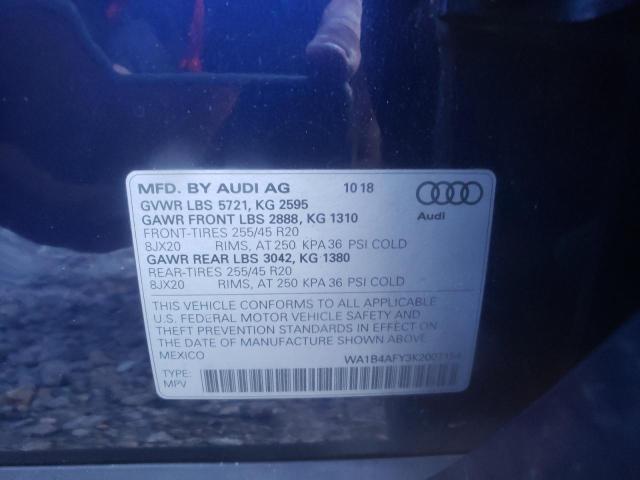 MFD. BY AUDI AG 10 18
GVWR LBS 5721, KG 2595
GAWR FRONT LBS 2888, KG 1310
FRONT-TIRES 255/45 R20
8JX20 RIMS, AT 250 KPA 36 PSI COLD
GAWR REAR LBS 3042, KG 1380
REAR-TIRES 255/45 R20
8JX20 RIMS, AT 250 KPA 36 PSI COLD
Audi
THIS VEHICLE CONFORMS TO ALL APPLICABLE
U.S. FEDERAL MOTOR VEHICLE SAFETY AND
THEFT PREVENTION STANDARDS IN EFFECT ON
THE DATE OF MANUFACTURE SHOWN ABOVE.
MEXICO
TYPE:
MPV